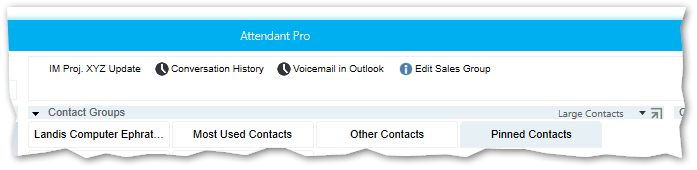 Attendant Pro
IM Proj. XYZ Update Conversation History Voicemail in Outlook Edit Sales Group
Contact Groups Large Contacts
Landis Computer Ephrat... Most Used Contacts Other Contacts Pinned Contacts